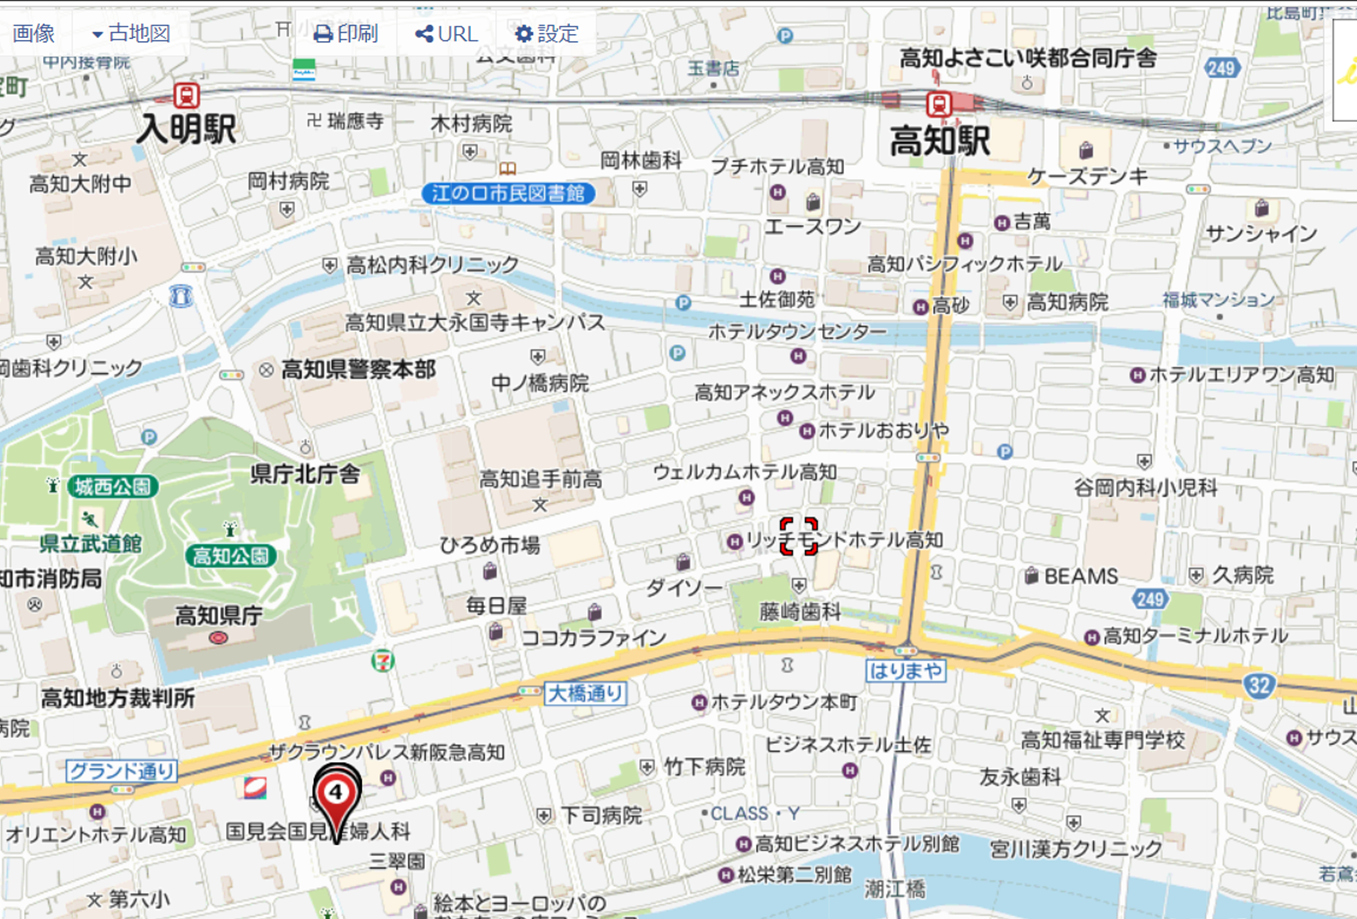 画像
古地図
印刷
URL
設定
公文歯科
比島町
中内接骨院
玉書店
高知よさこい咲都合同庁舎
249
町
グ
入明駅
卍瑞應寺
木村病院
高知駅
サウスヘブン
岡林歯科
プチホテル高知
ケーズデンキ
高知大附中
岡村病院
江の口市民図書館
エースワン
吉萬
サンシャイン
高知大附小
高松内科クリニック
高知パシフィックホテル
土佐御苑
高砂
高知病院
福城マンション
高知県立大永国寺キャンパス
ホテルタウンセンター
岡歯科クリニック
高知県警察本部
中ノ橋病院
ホテルエリアワン高知
高知アネックスホテル
ホテルおおりや
県庁北庁舎
高知追手前高
ウェルカムホテル高知
城西公園
谷岡内科小児科
県立武道館
高知公園
ひろめ市場
リッチモンドホテル高知
知市消防局
ダイソー
BEAMS
久病院
高知県庁
毎日屋
藤崎歯科
249
ココカラファイン
高知ターミナルホテル
はりまや
高知地方裁判所
大橋通り
32
病院
ホテルタウン本町
山
ザクラウンパレス新阪急高知
ビジネスホテル土佐
高知福祉専門学校
サウス
グランド通り
竹下病院
友永歯科
4
下司病院
CLASS・Y
オリエントホテル高知
国見会国見産婦人科
高知ビジネスホテル別館
宮川漢方クリニック
三翠園
松栄第二別館
潮江橋
若鳶
第六小
絵本とヨーロッパの